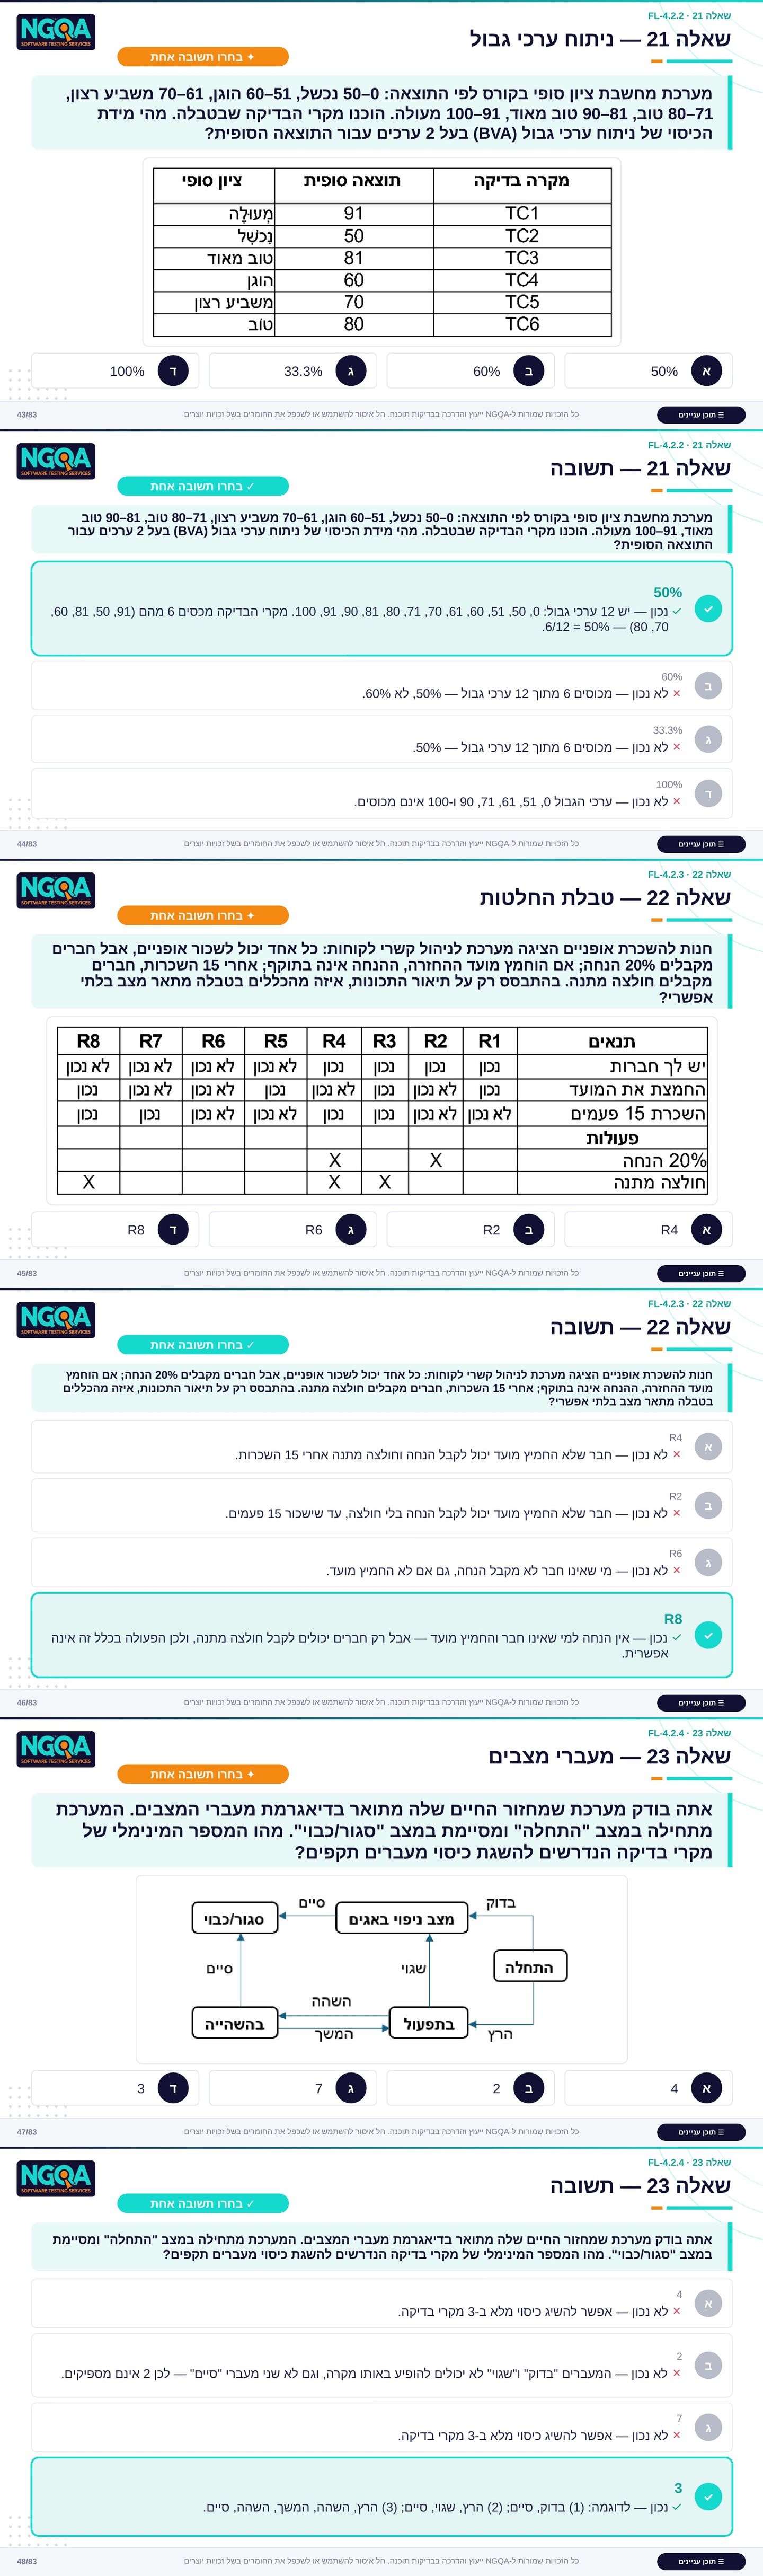 FL-4.2.2 · שאלה 21
שאלה 21 — ניתוח ערכי גבול
NGQA
SOFTWARE TESTING SERVICES
✦ בחרו תשובה אחת
מערכת מחשבת ציון סופי בקורס לפי התוצאה: 0–50 נכשל, 51–60 הוגן, 61–70 משביע רצון,
71–80 טוב, 81–90 טוב מאוד, 91–100 מעולה. הוכנו מקרי הבדיקה שבטבלה. מהי מידת
הכיסוי של ניתוח ערכי גבול (BVA) בעל 2 ערכים עבור התוצאה הסופית?
מקרה בדיקה תוצאה סופית ציון סופי
TC1 91 מְעוּלֶה
TC2 50 נִכשָׁל
TC3 81 טוב מאוד
TC4 60 הוגן
TC5 70 משביע רצון
TC6 80 טוֹב
א 50% ב 60% ג 33.3% ד 100%
☰ תוכן עניינים
כל הזכויות שמורות ל-NGQA ייעוץ והדרכה בבדיקות תוכנה. חל איסור להשתמש או לשכפל את החומרים בשל זכויות יוצרים
43/83
FL-4.2.2 · שאלה 21
שאלה 21 — תשובה
NGQA
SOFTWARE TESTING SERVICES
✓ בחרו תשובה אחת
מערכת מחשבת ציון סופי בקורס לפי התוצאה: 0–50 נכשל, 51–60 הוגן, 61–70 משביע רצון, 71–80 טוב, 81–90 טוב
מאוד, 91–100 מעולה. הוכנו מקרי הבדיקה שבטבלה. מהי מידת הכיסוי של ניתוח ערכי גבול (BVA) בעל 2 ערכים עבור
התוצאה הסופית?
50%
✓ נכון — יש 12 ערכי גבול: 0, 50, 51, 60, 61, 70, 71, 80, 81, 90, 91, 100. מקרי הבדיקה מכסים 6 מהם (91, 50, 81, 60,
70, 80) — 50% = 6/12.
ב 60%
✕ לא נכון — מכוסים 6 מתוך 12 ערכי גבול — 50%, לא 60%.
ג 33.3%
✕ לא נכון — מכוסים 6 מתוך 12 ערכי גבול — 50%.
ד 100%
✕ לא נכון — ערכי הגבול 0, 51, 61, 71, 90 ו-100 אינם מכוסים.
☰ תוכן עניינים
כל הזכויות שמורות ל-NGQA ייעוץ והדרכה בבדיקות תוכנה. חל איסור להשתמש או לשכפל את החומרים בשל זכויות יוצרים
44/83
FL-4.2.3 · שאלה 22
שאלה 22 — טבלת החלטות
NGQA
SOFTWARE TESTING SERVICES
✦ בחרו תשובה אחת
חנות להשכרת אופניים הציגה מערכת לניהול קשרי לקוחות: כל אחד יכול לשכור אופניים, אבל חברים
מקבלים 20% הנחה; אם הוחמץ מועד ההחזרה, ההנחה אינה בתוקף; אחרי 15 השכרות, חברים
מקבלים חולצה מתנה. בהתבסס רק על תיאור התכונות, איזה מהכללים בטבלה מתאר מצב בלתי
אפשרי?
תנאים R1 R2 R3 R4 R5 R6 R7 R8
יש לך חברות נכון נכון נכון נכון לא נכון לא נכון לא נכון לא נכון
החמצת את המועד נכון לא נכון נכון לא נכון נכון לא נכון לא נכון נכון
השכרת 15 פעמים לא נכון לא נכון נכון נכון לא נכון לא נכון נכון נכון
פעולות
20% הנחה X X
חולצה מתנה X X X
א R4 ב R2 ג R6 ד R8
☰ תוכן עניינים
כל הזכויות שמורות ל-NGQA ייעוץ והדרכה בבדיקות תוכנה. חל איסור להשתמש או לשכפל את החומרים בשל זכויות יוצרים
45/83
FL-4.2.3 · שאלה 22
שאלה 22 — תשובה
NGQA
SOFTWARE TESTING SERVICES
✓ בחרו תשובה אחת
חנות להשכרת אופניים הציגה מערכת לניהול קשרי לקוחות: כל אחד יכול לשכור אופניים, אבל חברים מקבלים 20% הנחה; אם הוחמץ
מועד ההחזרה, ההנחה אינה בתוקף; אחרי 15 השכרות, חברים מקבלים חולצה מתנה. בהתבסס רק על תיאור התכונות, איזה מהכללים
בטבלה מתאר מצב בלתי אפשרי?
א R4
✕ לא נכון — חבר שלא החמיץ מועד יכול לקבל הנחה וחולצה מתנה אחרי 15 השכרות.
ב R2
✕ לא נכון — חבר שלא החמיץ מועד יכול לקבל הנחה בלי חולצה, עד שישכור 15 פעמים.
ג R6
✕ לא נכון — מי שאינו חבר לא מקבל הנחה, גם אם לא החמיץ מועד.
R8
✓ נכון — אין הנחה למי שאינו חבר והחמיץ מועד — אבל רק חברים יכולים לקבל חולצה מתנה, ולכן הפעולה בכלל זה אינה
אפשרית.
☰ תוכן עניינים
כל הזכויות שמורות ל-NGQA ייעוץ והדרכה בבדיקות תוכנה. חל איסור להשתמש או לשכפל את החומרים בשל זכויות יוצרים
46/83
FL-4.2.4 · שאלה 23
שאלה 23 — מעברי מצבים
NGQA
SOFTWARE TESTING SERVICES
✦ בחרו תשובה אחת
אתה בודק מערכת שמחזור החיים שלה מתואר בדיאגרמת מעברי המצבים. המערכת
מתחילה במצב "התחלה" ומסיימת במצב "סגור/כבוי". מהו המספר המינימלי של
מקרי בדיקה הנדרשים להשגת כיסוי מעברים תקפים?
בדוק סיים
מצב ניפוי באגים סגור/כבוי
התחלה שגוי סיים
השהה
בתפעול בהשהייה
הרץ המשך
א 4 ב 2 ג 7 ד 3
☰ תוכן עניינים
כל הזכויות שמורות ל-NGQA ייעוץ והדרכה בבדיקות תוכנה. חל איסור להשתמש או לשכפל את החומרים בשל זכויות יוצרים
47/83
FL-4.2.4 · שאלה 23
שאלה 23 — תשובה
NGQA
SOFTWARE TESTING SERVICES
✓ בחרו תשובה אחת
אתה בודק מערכת שמחזור החיים שלה מתואר בדיאגרמת מעברי המצבים. המערכת מתחילה במצב "התחלה" ומסיימת
במצב "סגור/כבוי". מהו המספר המינימלי של מקרי בדיקה הנדרשים להשגת כיסוי מעברים תקפים?
א 4
✕ לא נכון — אפשר להשיג כיסוי מלא ב-3 מקרי בדיקה.
ב 2
✕ לא נכון — המעברים "בדוק" ו"שגוי" לא יכולים להופיע באותו מקרה, וגם לא שני מעברי "סיים" — לכן 2 אינם מספיקים.
ג 7
✕ לא נכון — אפשר להשיג כיסוי מלא ב-3 מקרי בדיקה.
3
✓ נכון — לדוגמה: (1) בדוק, סיים; (2) הרץ, שגוי, סיים; (3) הרץ, השהה, המשך, השהה, סיים.
☰ תוכן עניינים
כל הזכויות שמורות ל-NGQA ייעוץ והדרכה בבדיקות תוכנה. חל איסור להשתמש או לשכפל את החומרים בשל זכויות יוצרים
48/83